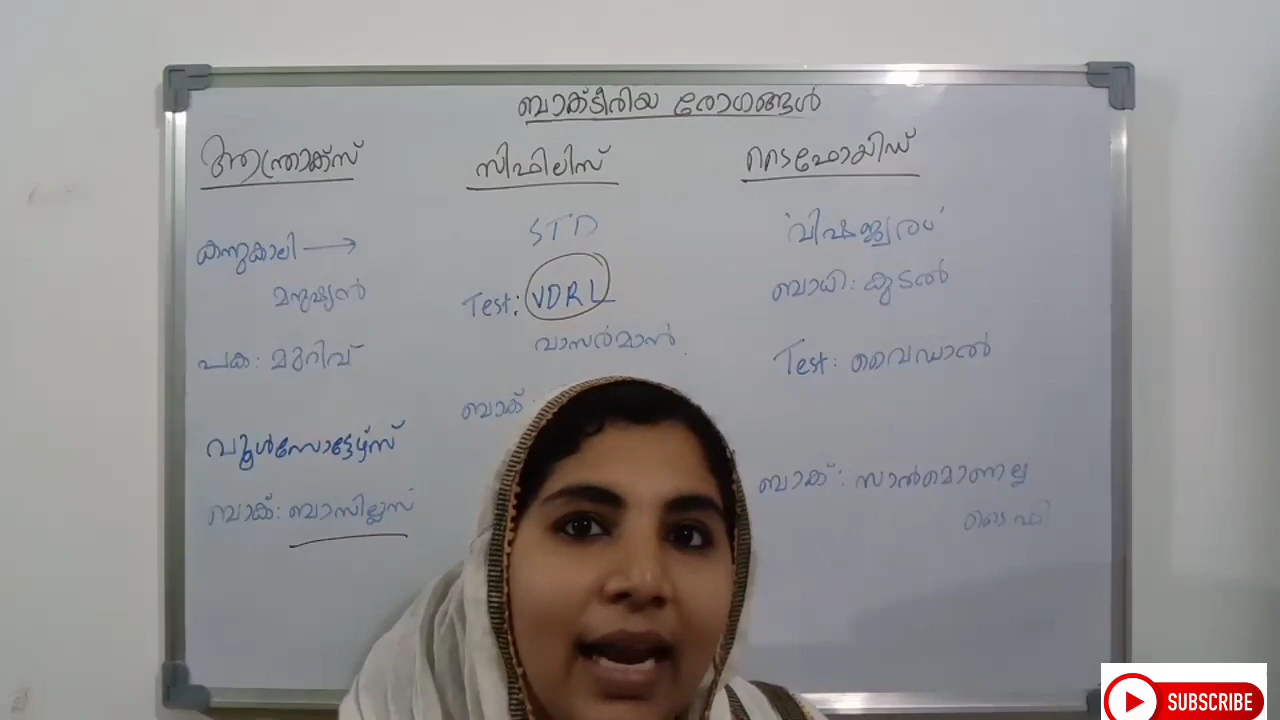 ബാക്ടീരിയ രോഗങ്ങൾ
ആന്ത്രാക്സ്
കന്നുകാലി →
മനുഷ്യൻ
പക: മുറിവ്
വൂൾസോട്ടേഴ്സ്
ബാക്: ബാസില്ലസ്
സിഫിലിസ്
STD
Test: VDRL
വാസർമാൻ
ബാക്:
ടൈഫോയിഡ്
'വിഷജ്വരം'
ബാധി: കുടൽ
Test: വൈഡാൽ
ബാക്: സാൽമൊണല്ല
ടൈഫി
SUBSCRIBE